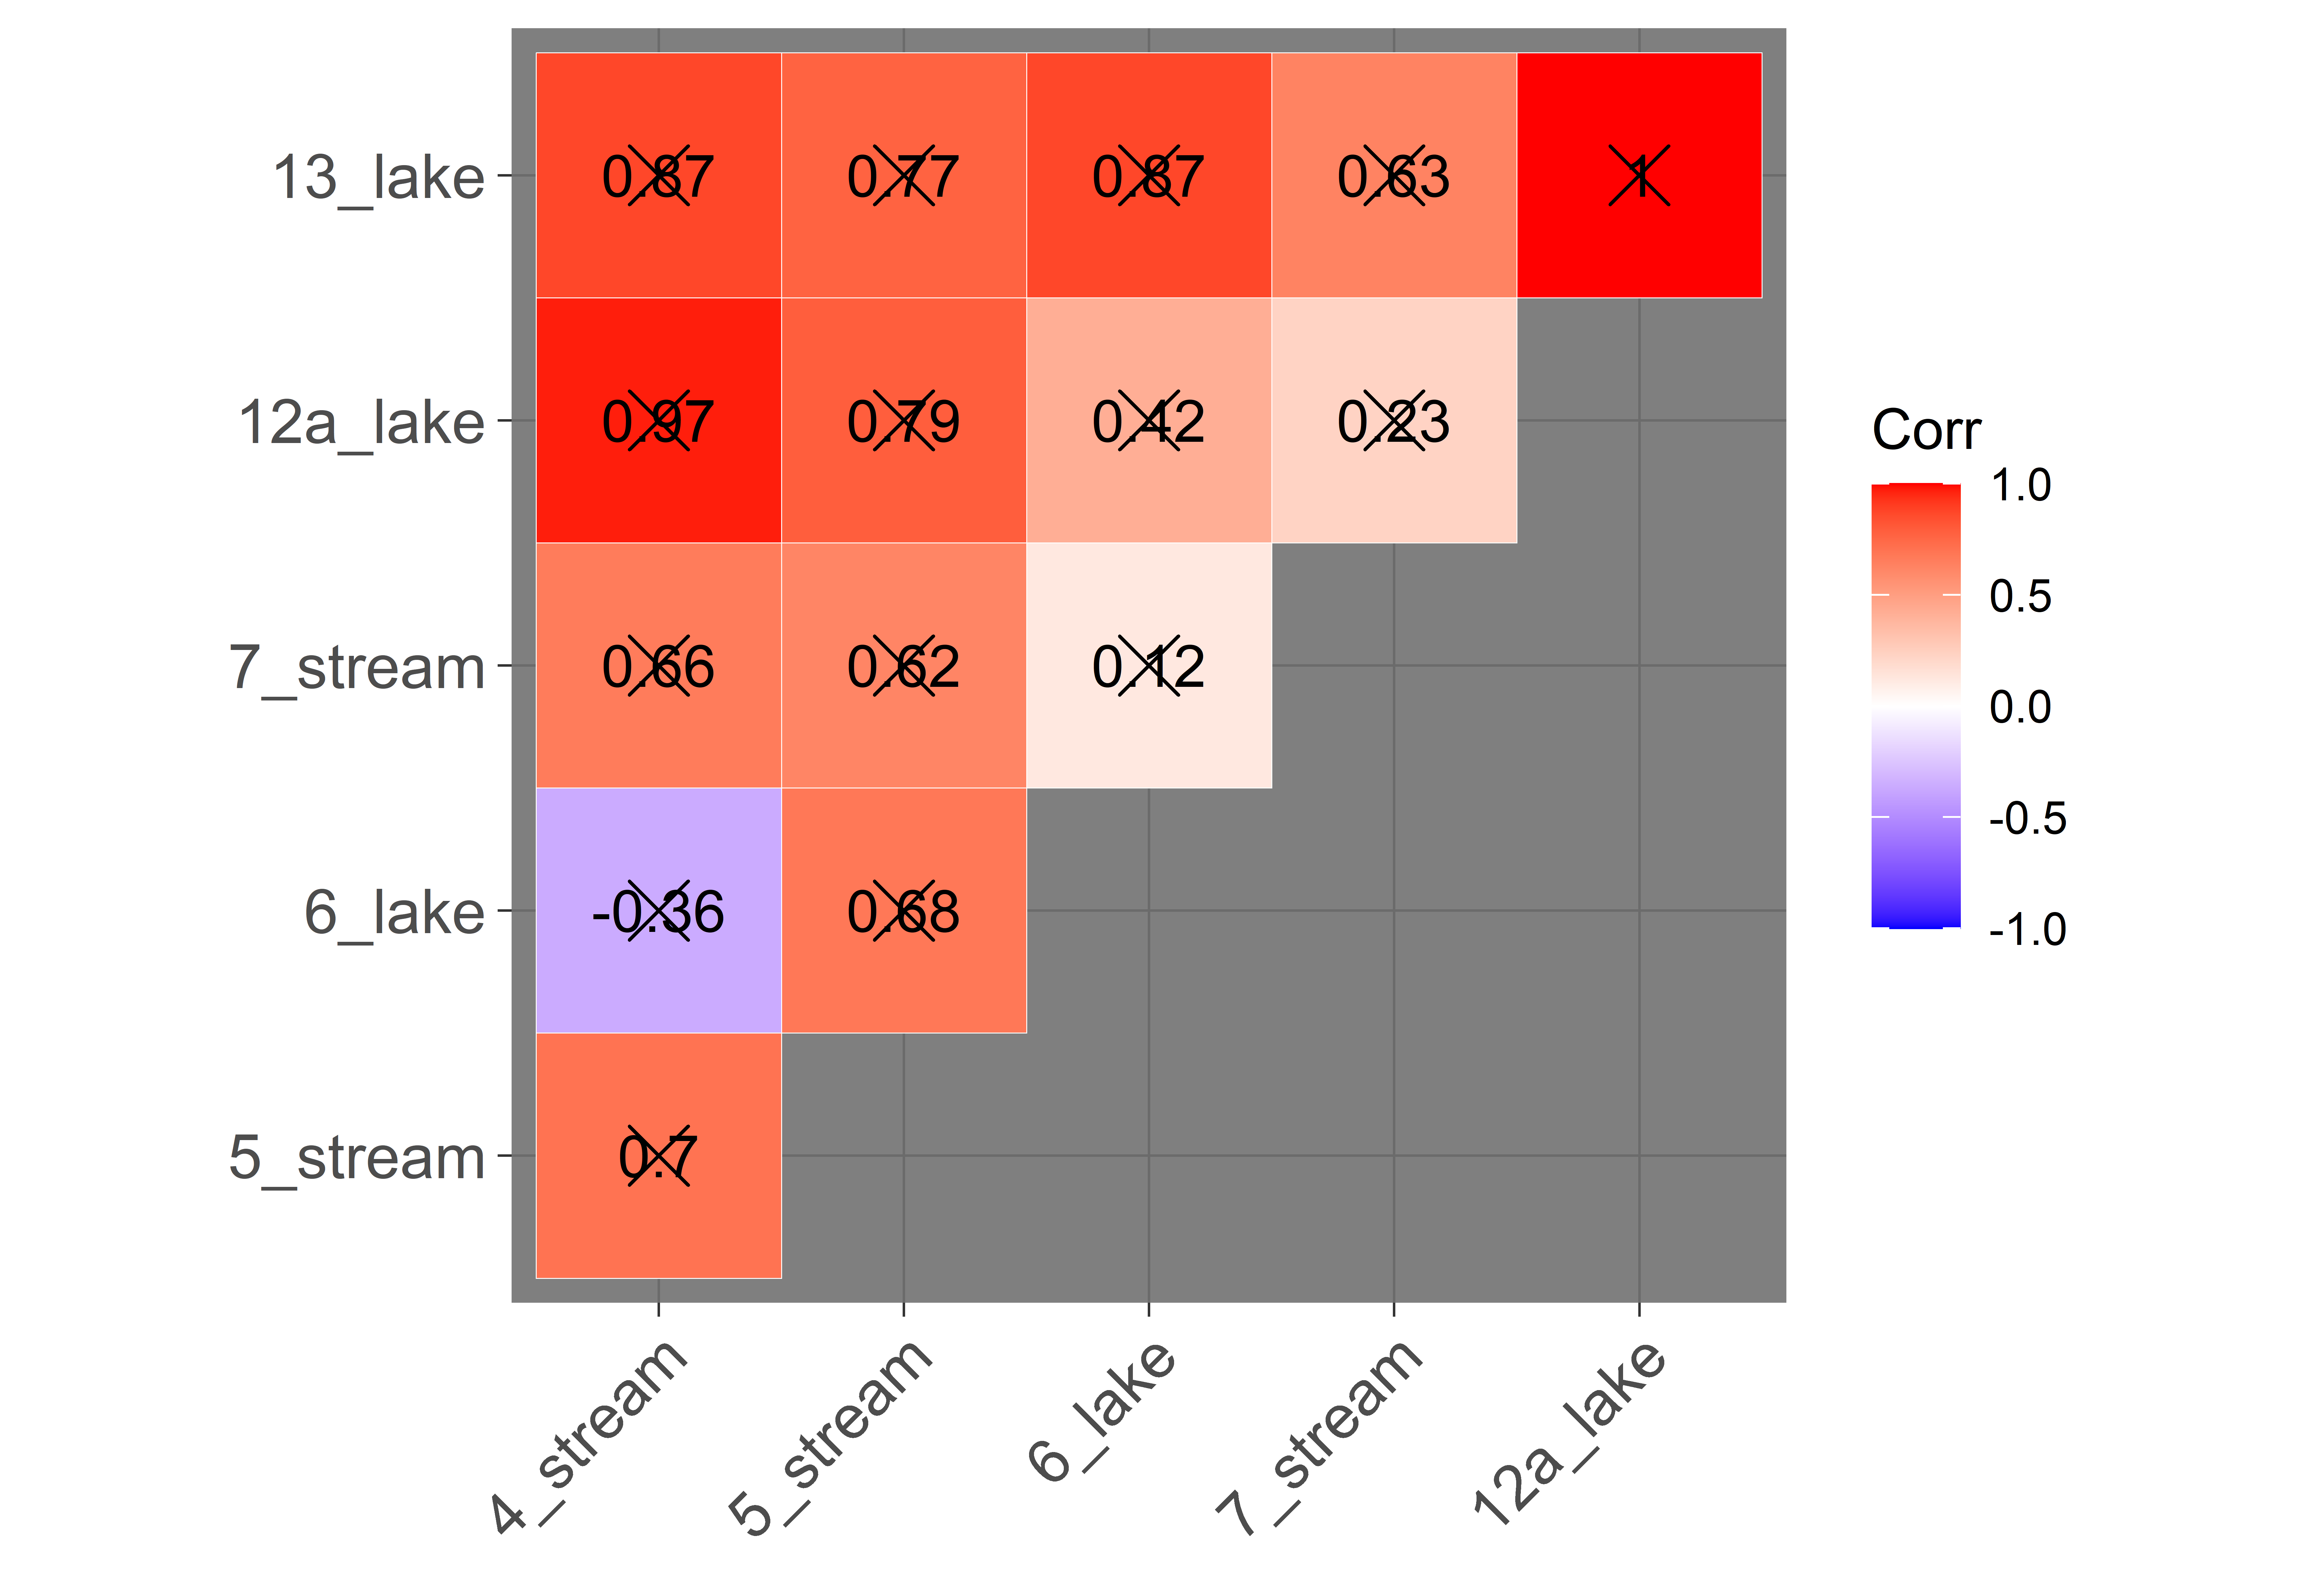 13_lake 0.87 0.77 0.87 0.63 1
12a_lake 0.97 0.79 0.42 0.23
7_stream 0.66 0.62 0.12
6_lake -0.36 0.68
5_stream 0.7
4_stream 5_stream 6_lake 7_stream 12a_lake
Corr
1.0
0.5
0.0
-0.5
-1.0